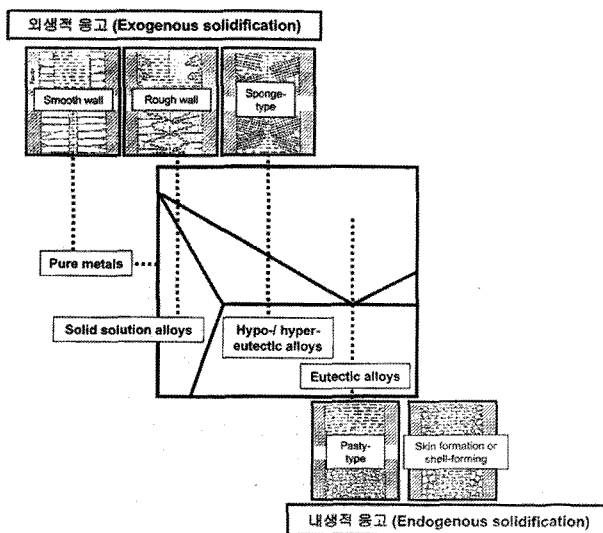 외생적 응고 (Exogenous solidification)
Smooth wall
Rough wall
Sponge-
type
Pure metals
Solid solution alloys
Hypo-/ hyper-
eutectic alloys
Eutectic alloys
Pasty-
type
Skin formation or
shell-forming
내생적 응고 (Endogenous solidification)